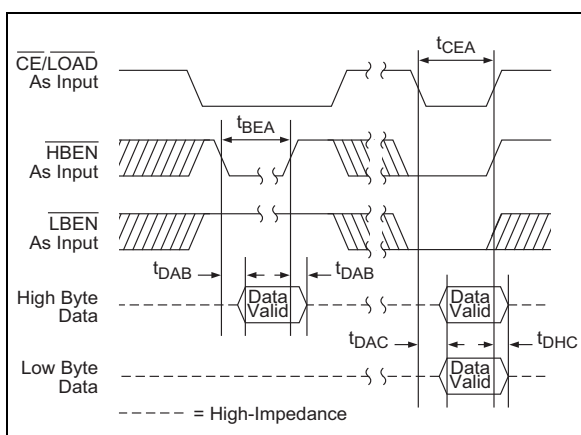 CE/LOAD
As Input
tCEA
tBEA
HBEN
As Input
LBEN
As Input
tDAB
tDAB
High Byte
Data
Data
Valid
Data
Valid
tDAC
tDHC
Low Byte
Data
Data
Valid
= High-Impedance